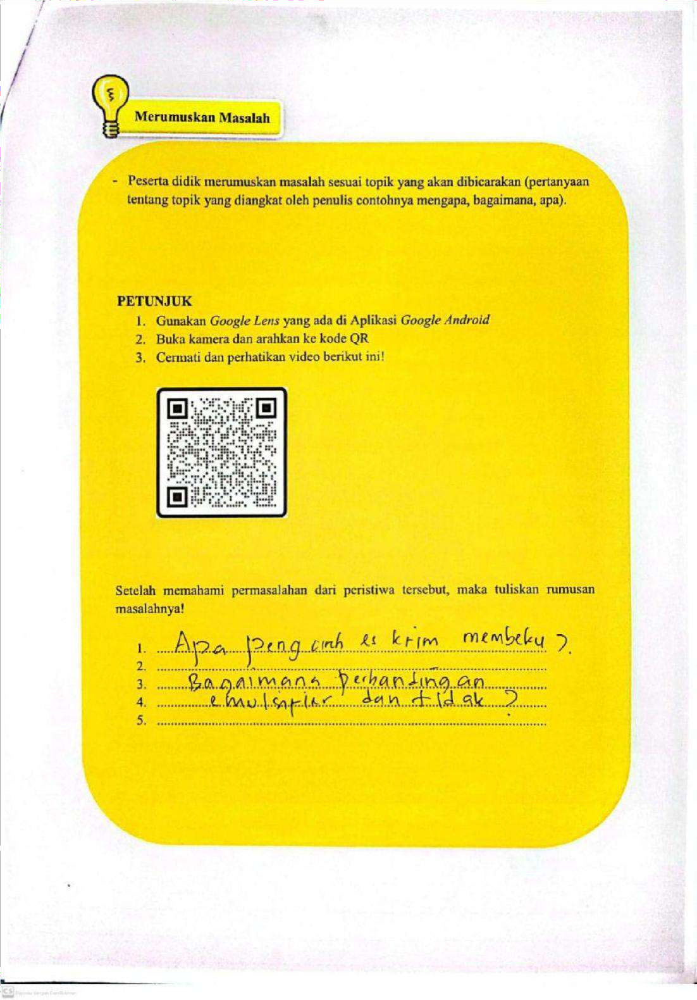 Merumuskan Masalah
- Peserta didik merumuskan masalah sesuai topik yang akan dibicarakan (pertanyaan
tentang topik yang diangkat oleh penulis contohnya mengapa, bagaimana, apa).
PETUNJUK
1. Gunakan Google Lens yang ada di Aplikasi Google Android
2. Buka kamera dan arahkan ke kode QR
3. Cermati dan perhatikan video berikut ini!
Setelah memahami permasalahan dari peristiwa tersebut, maka tuliskan rumusan
masalahnya!
1. Apa pengaruh es krim membeku ?
2.
3. Bagaimana perbandingan
4. emulsifier dan tidak ?
5.
CS Dipindai dengan CamScanner